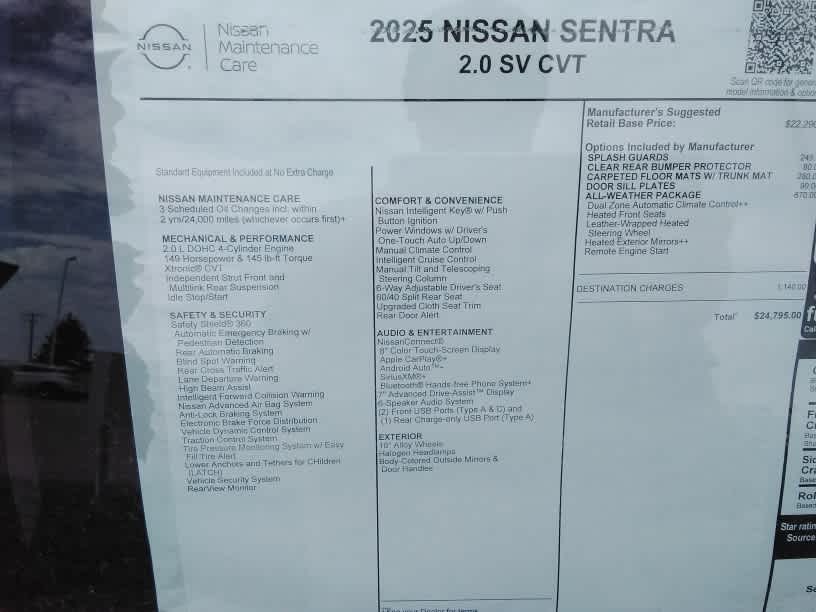 NISSAN
Nissan
Maintenance
Care
2025 NISSAN SENTRA
2.0 SV CVT
Scan QR code for
model information &
Standard Equipment Included at No Extra Charge
NISSAN MAINTENANCE CARE
3 Scheduled Oil Changes incl. within
2 yrs/24,000 miles (whichever occurs first)+
MECHANICAL & PERFORMANCE
2.0 L DOHC 4-Cylinder Engine
149 Horsepower & 145 lb-ft Torque
Xtronic® CVT
Independent Strut Front and
Multilink Rear Suspension
Idle Stop/Start
SAFETY & SECURITY
Safety Shield® 360
Automatic Emergency Braking w/
Pedestrian Detection
Rear Automatic Braking
Blind Spot Warning
Rear Cross Traffic Alert
Lane Departure Warning
High Beam Assist
Intelligent Forward Collision Warning
Nissan Advanced Air Bag System
Anti-Lock Braking System
Electronic Brake Force Distribution
Vehicle Dynamic Control System
Traction Control System
Tire Pressure Monitoring System w/ Easy
Fill Tire Alert
Lower Anchors and Tethers for CHildren
(LATCH)
Vehicle Security System
RearView Monitor
COMFORT & CONVENIENCE
Nissan Intelligent Key® w/ Push
Button Ignition
Power Windows w/ Driver's
One-Touch Auto Up/Down
Manual Climate Control
Intelligent Cruise Control
Manual Tilt and Telescoping
Steering Column
6-Way Adjustable Driver's Seat
60/40 Split Rear Seat
Upgraded Cloth Seat Trim
Rear Door Alert
AUDIO & ENTERTAINMENT
NissanConnect®
8" Color Touch-Screen Display
Apple CarPlay®+
Android Auto™+
SiriusXM®+
Bluetooth® Hands-free Phone System+
7" Advanced Drive-Assist™ Display
6-Speaker Audio System
(2) Front USB Ports (Type A & C) and
(1) Rear Charge-only USB Port (Type A)
EXTERIOR
16" Alloy Wheels
Halogen Headlamps
Body-Colored Outside Mirrors &
Door Handles
Manufacturer's Suggested
Retail Base Price:
Options Included by Manufacturer
SPLASH GUARDS
CLEAR REAR BUMPER PROTECTOR
CARPETED FLOOR MATS W/ TRUNK MAT
DOOR SILL PLATES
ALL-WEATHER PACKAGE
Dual Zone Automatic Climate Control++
Heated Front Seats
Leather-Wrapped Heated
Steering Wheel
Heated Exterior Mirrors++
Remote Engine Start
DESTINATION CHARGES 1,140.00
Total* $24,795.00
Star
Source